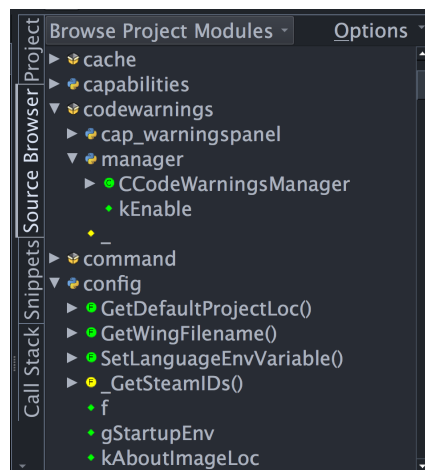 Browse Project Modules
Options
cache
capabilities
codewarnings
cap_warningspanel
manager
CCodeWarningsManager
kEnable
_
command
config
GetDefaultProjectLoc()
GetWingFilename()
SetLanguageEnvVariable()
_GetSteamIDs()
f
gStartupEnv
kAboutImageLoc
Project
Source Browser
Snippets
Call Stack